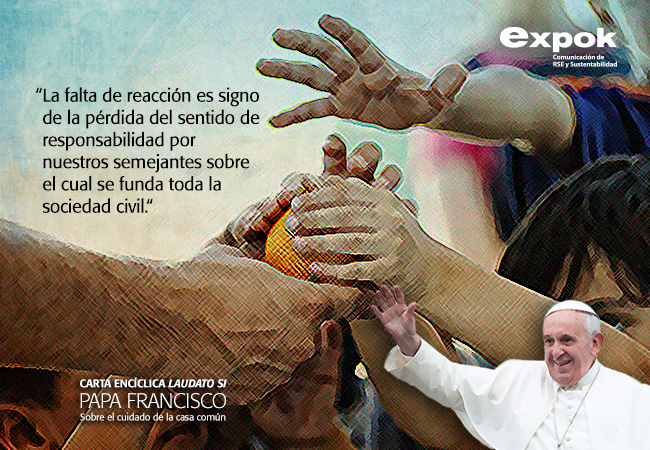 expok
Comunicación de
RSE y Sustentabilidad
“La falta de reacción es signo
de la pérdida del sentido de
responsabilidad por
nuestros semejantes sobre
el cual se funda toda la
sociedad civil.“
CARTA ENCÍCLICA LAUDATO SI
PAPA FRANCISCO
Sobre el cuidado de la casa común